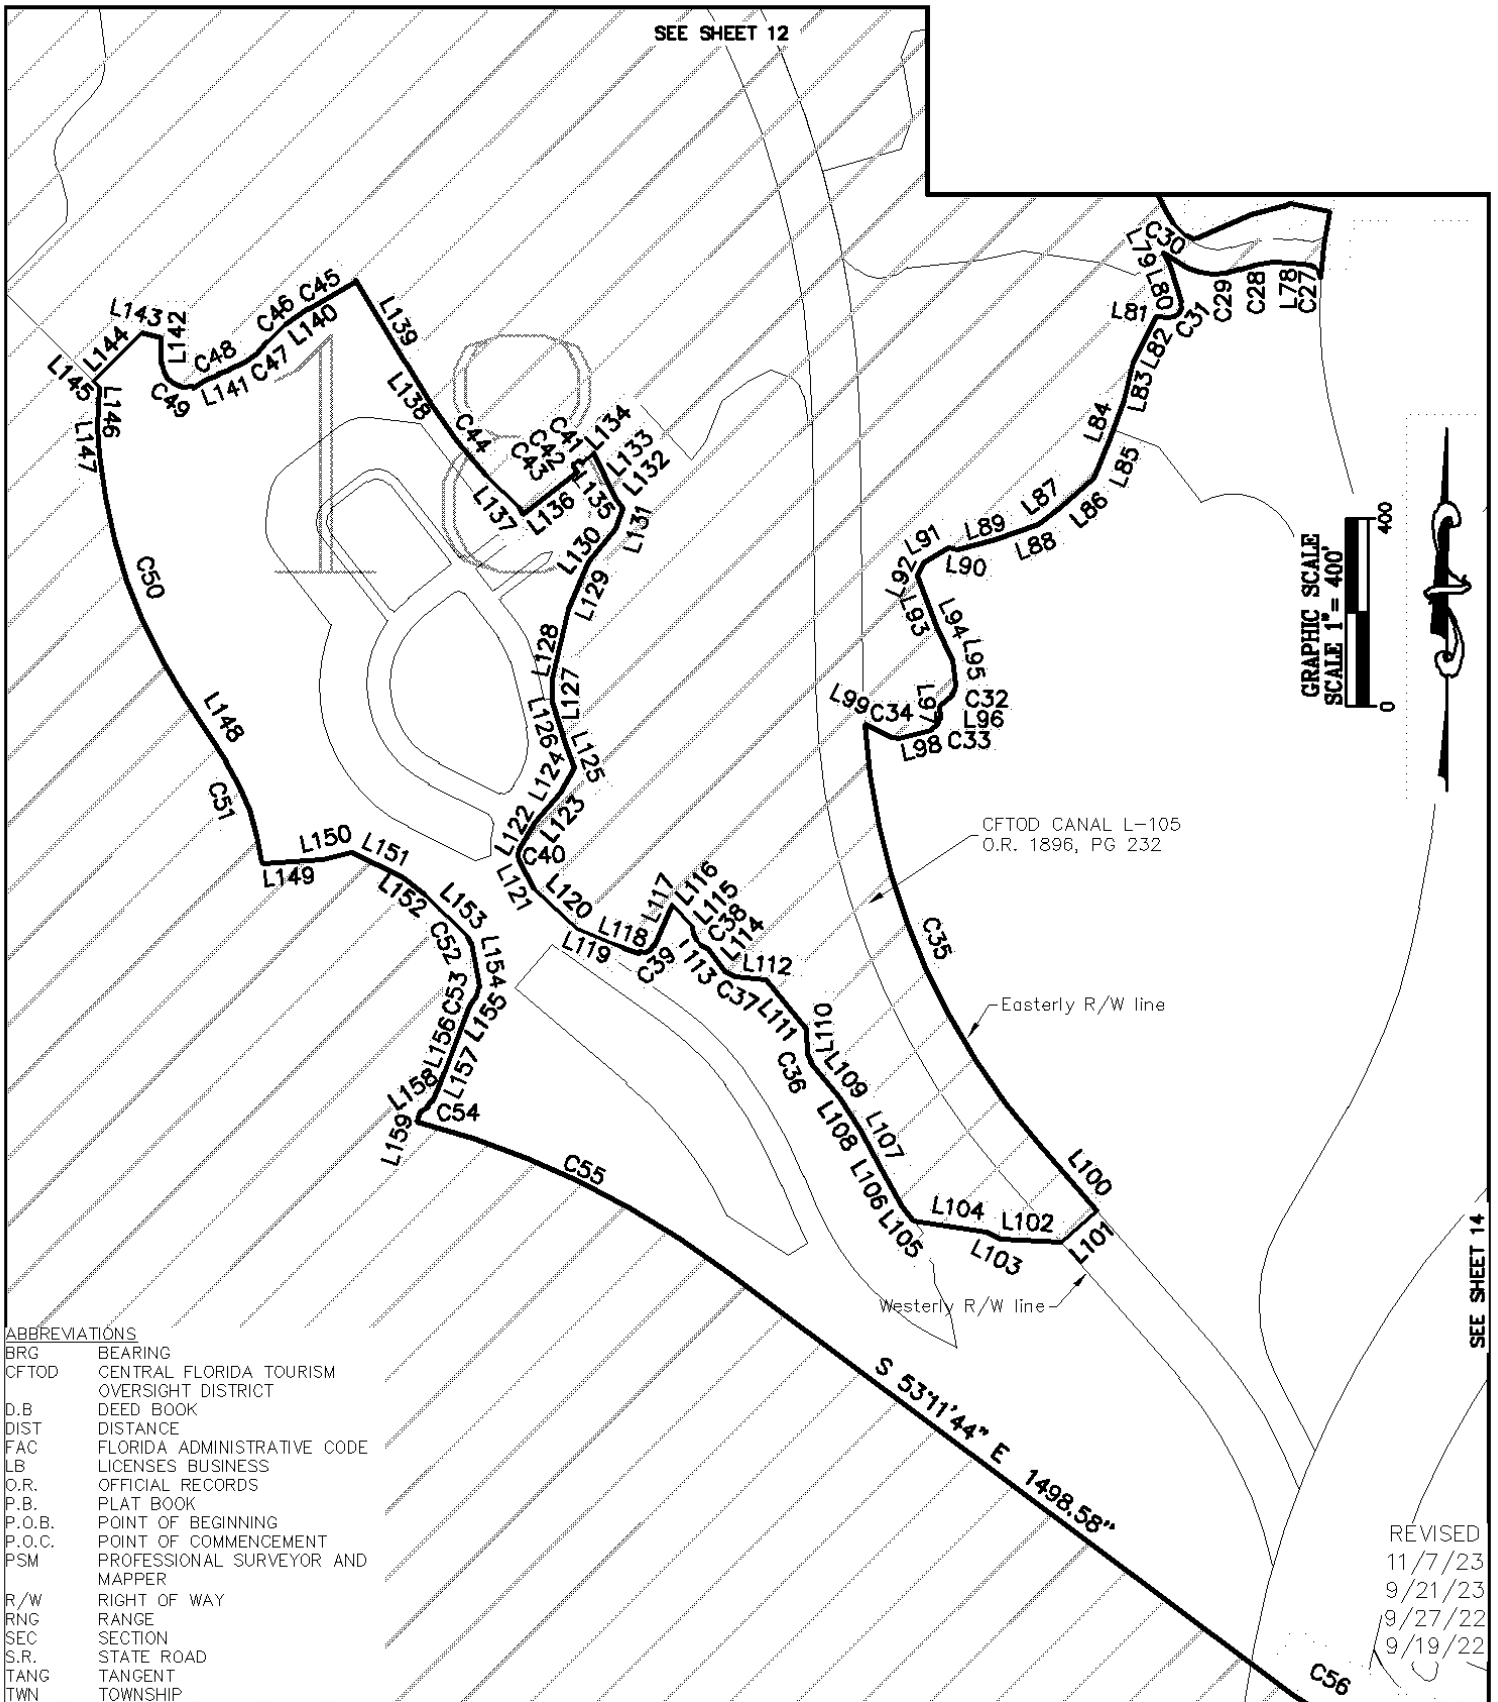 SEE SHEET 12
C30
L79
L80
L81
C31
C29
C28
L78
C27
L82
L83
L84
L85
L86
L87
L88
L89
L90
L91
L92
L93
L94
L95
C32
L96
L97
C33
L98
C34
L99
GRAPHIC SCALE
SCALE 1" = 400'
0
400
C45
C46
L140
L139
L143
L142
L144
L145
C48
C47
L141
C49
L146
L147
L138
C44
C41
C42
C43
L134
L133
L132
L135
L136
L137
L131
L130
L129
C50
L128
L127
L126
L125
L124
L148
C51
L123
L122
C40
L121
L150
L151
L149
L152
L153
L120
L119
L118
L117
L116
L115
C38
L114
C39
L113
L112
C37
L111
L110
C52
L154
C53
L155
L156
L157
L158
C54
L159
C36
L109
L108
L107
L106
L105
L104
L103
L102
L101
L100
C35
C55
CFTOD CANAL L-105
O.R. 1896, PG 232
Easterly R/W line
Westerly R/W line
SEE SHEET 14
S 53°11'44" E 1498.58"
C56
ABBREVIATIONS
BRG BEARING
CFTOD CENTRAL FLORIDA TOURISM
OVERSIGHT DISTRICT
D.B DEED BOOK
DIST DISTANCE
FAC FLORIDA ADMINISTRATIVE CODE
LB LICENSES BUSINESS
O.R. OFFICIAL RECORDS
P.B. PLAT BOOK
P.O.B. POINT OF BEGINNING
P.O.C. POINT OF COMMENCEMENT
PSM PROFESSIONAL SURVEYOR AND
MAPPER
R/W RIGHT OF WAY
RNG RANGE
SEC SECTION
S.R. STATE ROAD
TANG TANGENT
TWN TOWNSHIP
REVISED
11/7/23
9/21/23
9/27/22
9/19/22